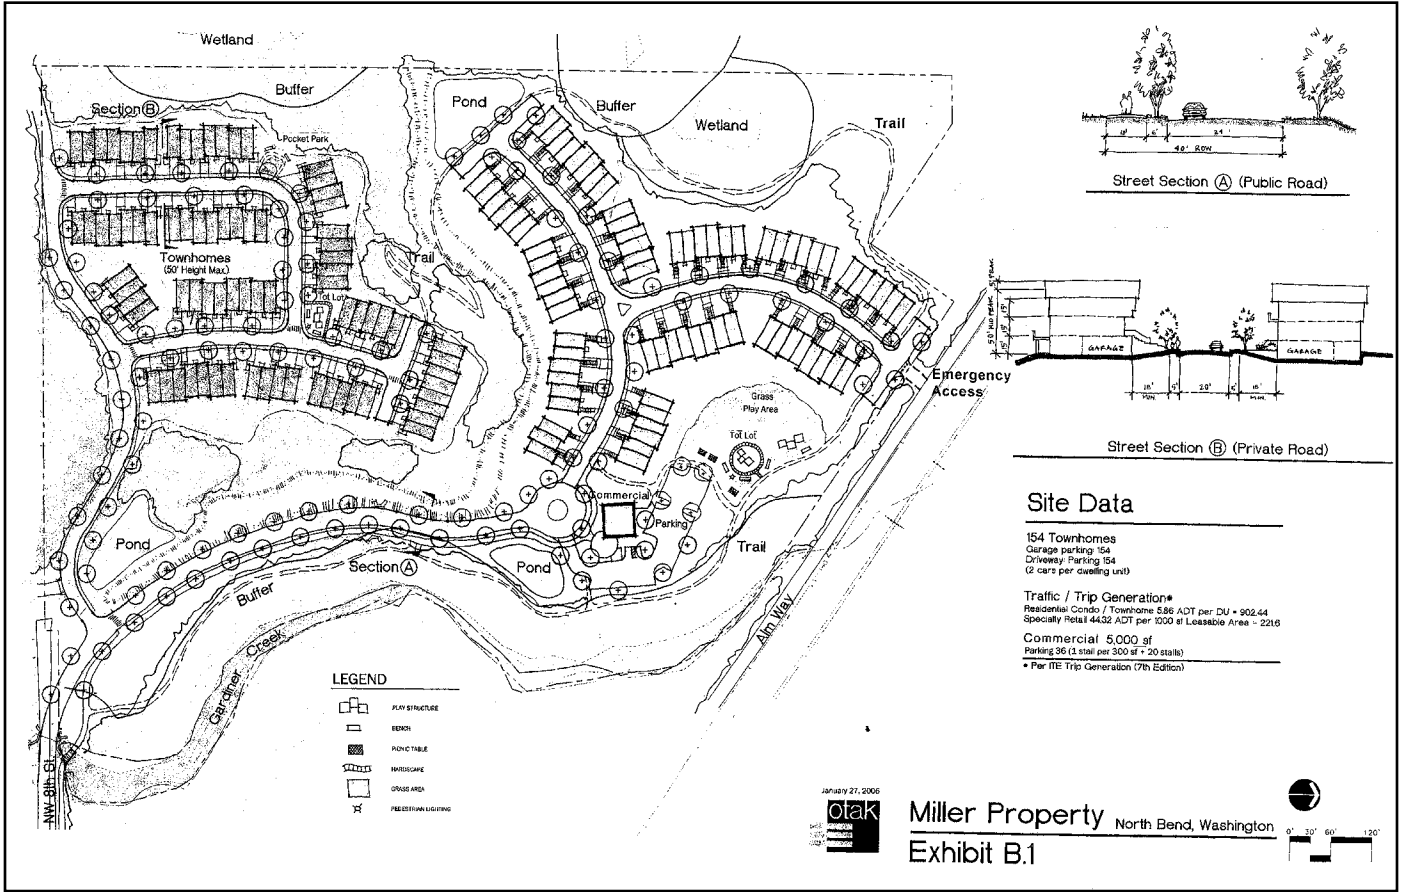 Wetland
Buffer
Section B
Pocket Park
Pond
Buffer
Wetland
Trail
Townhomes
(50' Height Max.)
Trail
Tot Lot
Emergency
Access
Grass
Play Area
Tot Lot
Commercial
Parking
Pond
Section A
Pond
Trail
Buffer
Gardiner Creek
Alm Way
NW 8th St.
LEGEND
PLAY STRUCTURE
BENCH
PICNIC TABLE
HARDSCAPE
GRASS AREA
PEDESTRIAN LIGHTING
40' ROW
Street Section A (Public Road)
GARAGE
GARAGE
20'
Street Section B (Private Road)
Site Data
154 Townhomes
Garage parking: 154
Driveway Parking 154
(2 cars per dwelling unit)
Traffic / Trip Generation*
Residential Condo / Townhome 5.86 ADT per DU = 902.44
Specialty Retail 44.32 ADT per 1000 sf Leasable Area = 221.6
Commercial 5,000 sf
Parking 36 (1 stall per 300 sf + 20 stalls)
* Per ITE Trip Generation (7th Edition)
January 27, 2006
otak
Miller Property North Bend, Washington
Exhibit B.1
0' 30' 60' 120'